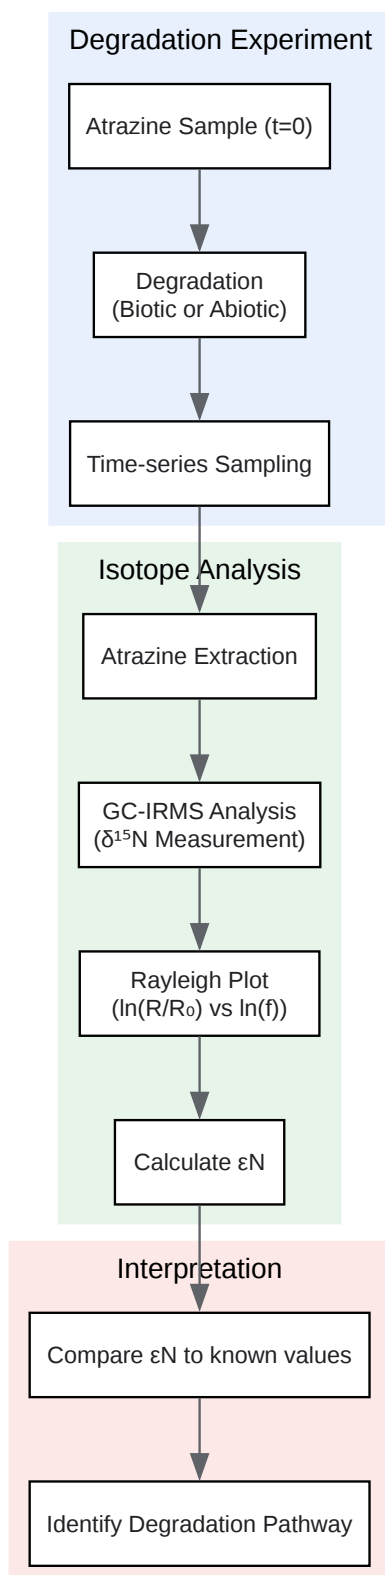 Degradation Experiment
Atrazine Sample (t=0)
Degradation
(Biotic or Abiotic)
Time-series Sampling
Isotope Analysis
Atrazine Extraction
GC-IRMS Analysis
(δ¹⁵N Measurement)
Rayleigh Plot
(ln(R/R₀) vs ln(f))
Calculate εN
Interpretation
Compare εN to known values
Identify Degradation Pathway